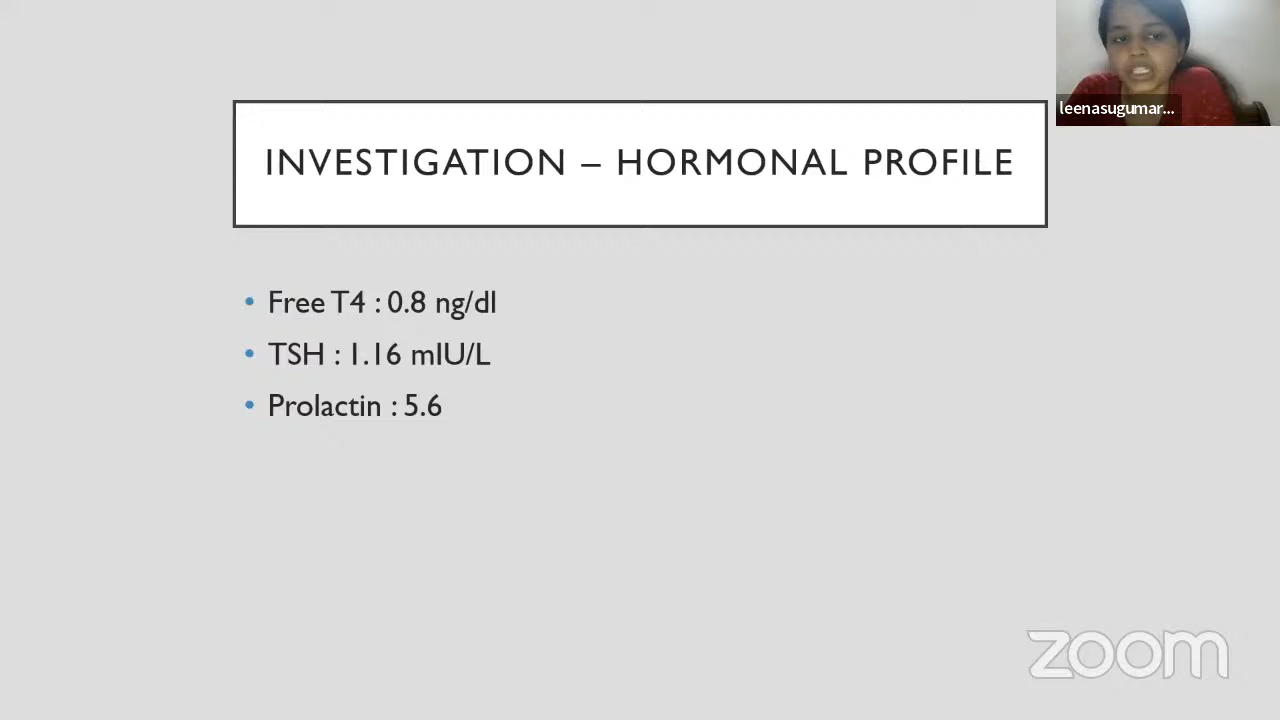 leenasugumar...
INVESTIGATION – HORMONAL PROFILE
• Free T4 : 0.8 ng/dl
• TSH : 1.16 mIU/L
• Prolactin : 5.6
zoom